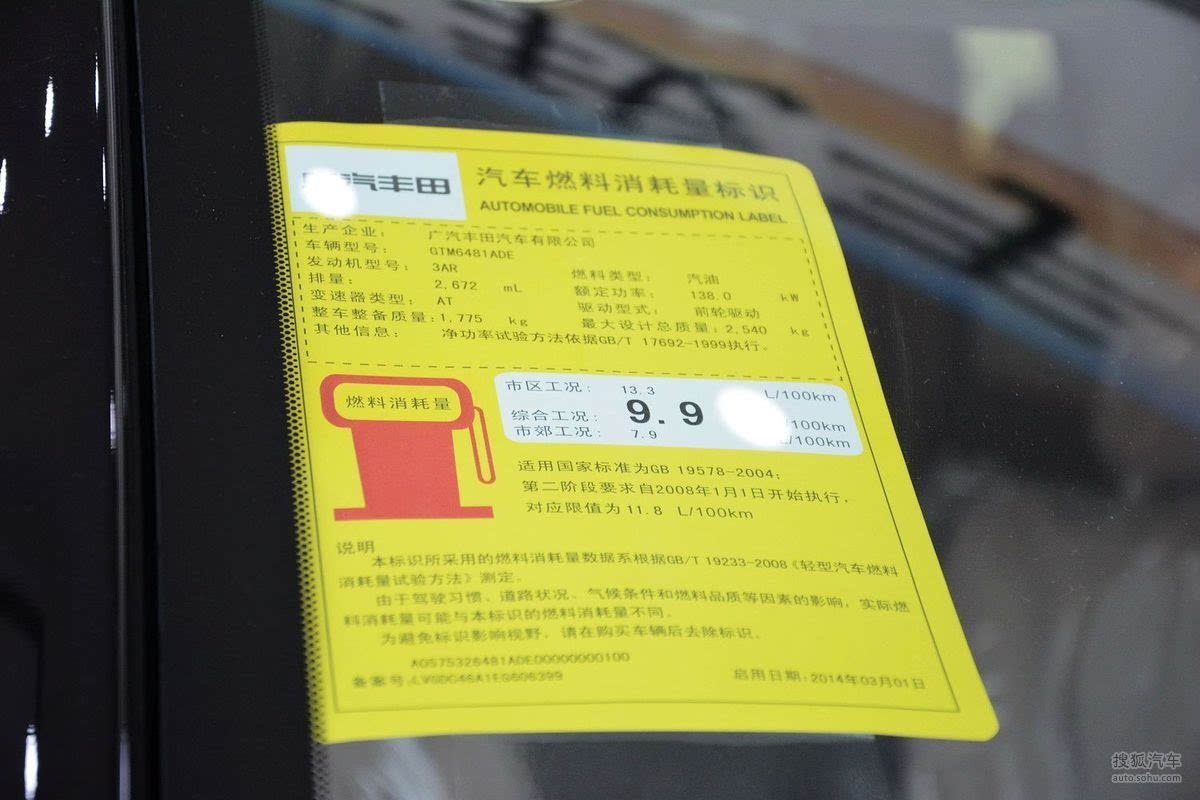 汽丰田
汽车燃料消耗量标识
AUTOMOBILE FUEL CONSUMPTION LABEL
生产企业: 广汽丰田汽车有限公司
车辆型号: GTM6481ADE
发动机型号: 3AR 燃料类型: 汽油
排量: 2,672 mL 额定功率: 138.0 kW
变速器类型: AT 驱动型式: 前轮驱动
整车整备质量:1,775 kg 最大设计总质量:2,540 kg
其他信息: 净功率试验方法依据GB/T 17692-1999执行。
燃料消耗量
市区工况: 13.3 L/100km
综合工况: 9.9 /100km
市郊工况: 7.9 L/100km
适用国家标准为GB 19578-2004;
第二阶段要求自2008年1月1日开始执行,
对应限值为11.8 L/100km
说明
本标识所采用的燃料消耗量数据系根据GB/T 19233-2008《轻型汽车燃料
消耗量试验方法》测定。
由于驾驶习惯、道路状况、气候条件和燃料品质等因素的影响,实际燃
料消耗量可能与本标识的燃料消耗量不同。
为避免标识影响视野,请在购买车辆后去除标识。
备案号: 启用日期:2014年03月01日
搜狐汽车
auto.sohu.com